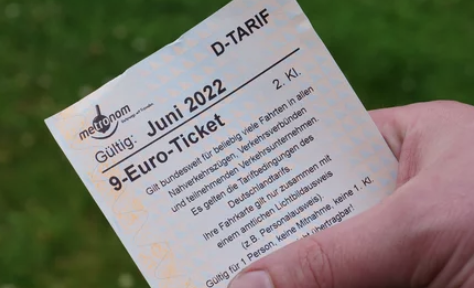 D-TARIF
metronom
Gültig: Juni 2022
2. Kl.
9-Euro-Ticket
Gilt bundesweit für beliebig viele Fahrten in allen
Nahverkehrszügen, Verkehrsverbünden
und teilnehmenden Verkehrsunternehmen.
Es gelten die Tarifbedingungen des
Deutschlandtarifs.
Ihre Fahrkarte gilt nur zusammen mit
einem amtlichen Lichtbildausweis
(z.B. Personalausweis).
Gültig für 1 Person, keine Mitnahme, keine 1. Kl.
übertragbar!